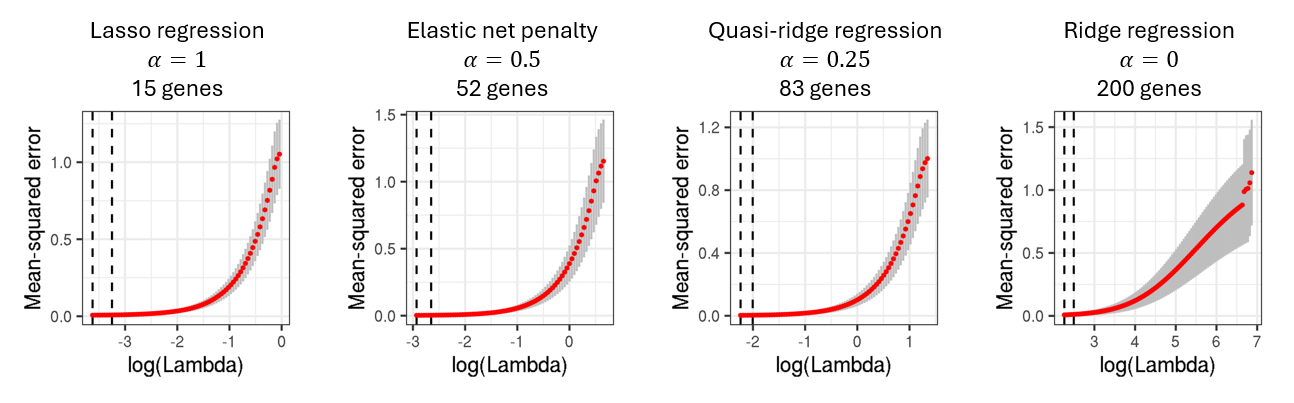 Lasso regression
α = 1
15 genes
Mean-squared error
1.0
0.5
0.0
-3 -2 -1 0
log(Lambda)
Elastic net penalty
α = 0.5
52 genes
Mean-squared error
1.5
1.0
0.5
0.0
-3 -2 -1 0
log(Lambda)
Quasi-ridge regression
α = 0.25
83 genes
Mean-squared error
1.2
0.8
0.4
0.0
-2 -1 0 1
log(Lambda)
Ridge regression
α = 0
200 genes
Mean-squared error
1.5
1.0
0.5
0.0
3 4 5 6 7
log(Lambda)